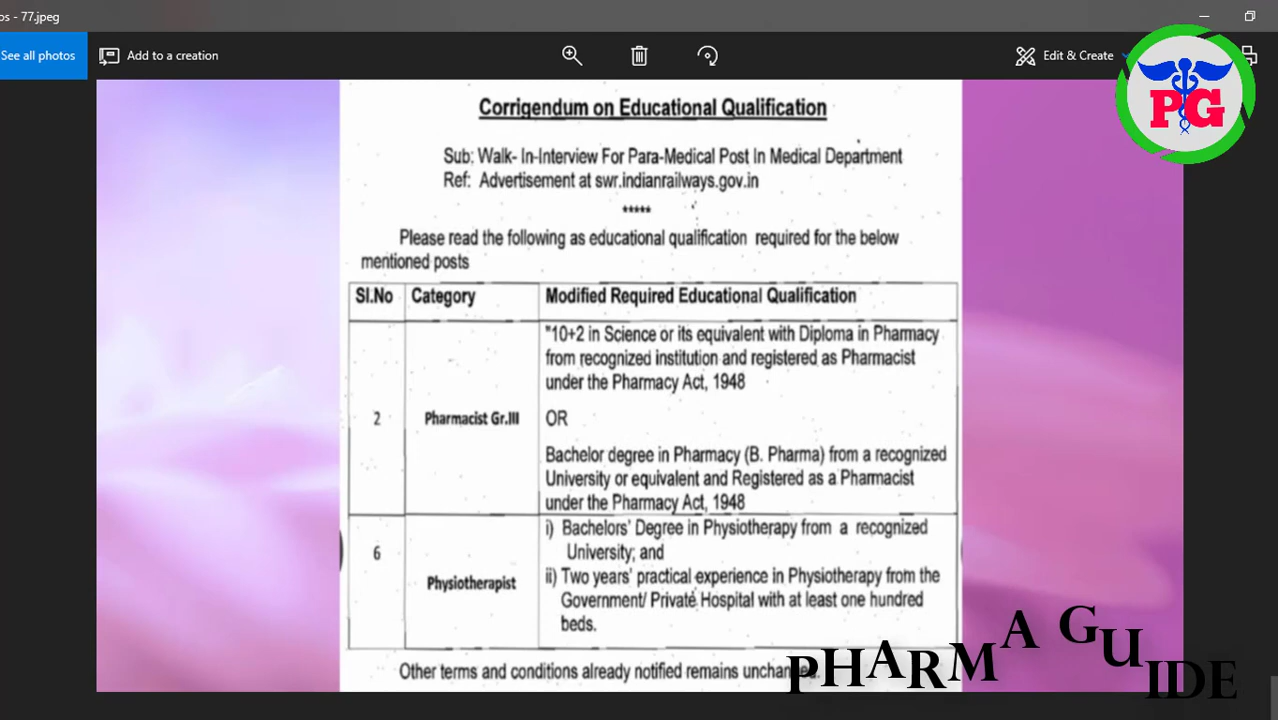 os - 77.jpeg
See all photos
Add to a creation
Edit & Create
PG
Corrigendum on Educational Qualification
Sub: Walk- In-Interview For Para-Medical Post In Medical Department
Ref: Advertisement at swr.indianrailways.gov.in
*****
Please read the following as educational qualification required for the below
mentioned posts
Sl.No Category Modified Required Educational Qualification
"10+2 in Science or its equivalent with Diploma in Pharmacy
from recognized institution and registered as Pharmacist
under the Pharmacy Act, 1948
2 Pharmacist Gr.III OR
Bachelor degree in Pharmacy (B. Pharma) from a recognized
University or equivalent and Registered as a Pharmacist
under the Pharmacy Act, 1948
i) Bachelors' Degree in Physiotherapy from a recognized
6 University; and
Physiotherapist ii) Two years' practical experience in Physiotherapy from the
Government/ Private Hospital with at least one hundred
beds.
Other terms and conditions already notified remains unchanged.
PHARMA GUIDE